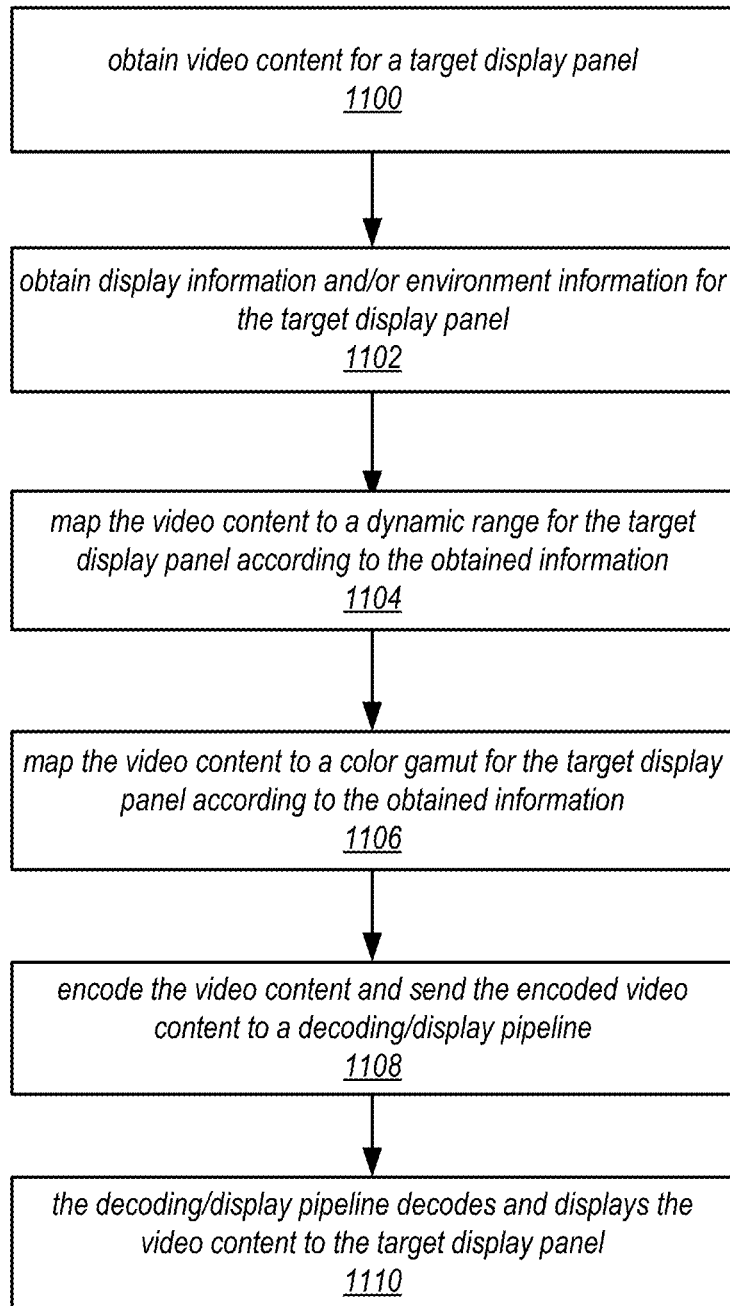 obtain video content for a target display panel
1100
obtain display information and/or environment information for
the target display panel
1102
map the video content to a dynamic range for the target
display panel according to the obtained information
1104
map the video content to a color gamut for the target display
panel according to the obtained information
1106
encode the video content and send the encoded video
content to a decoding/display pipeline
1108
the decoding/display pipeline decodes and displays the
video content to the target display panel
1110